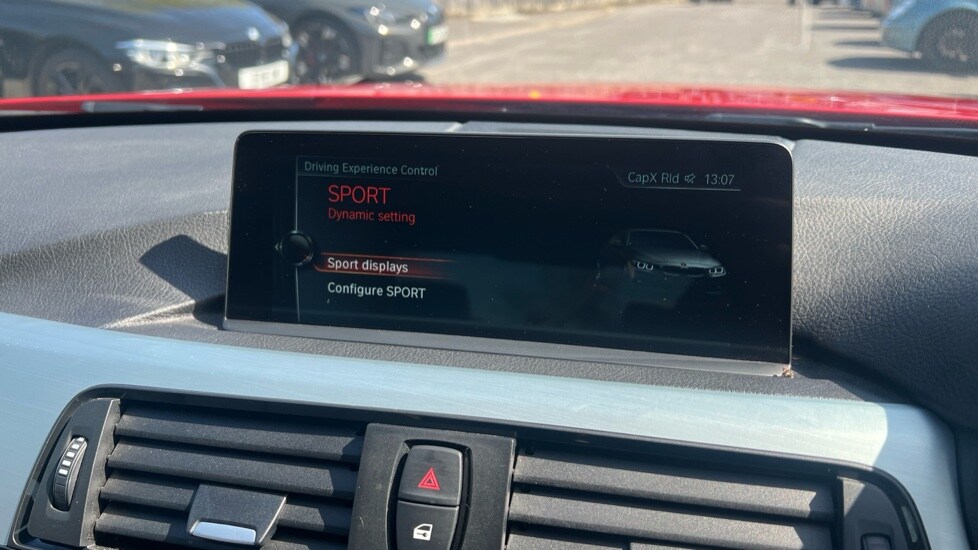 Driving Experience Control
CapX Rld 13:07
SPORT
Dynamic setting
Sport displays
Configure SPORT